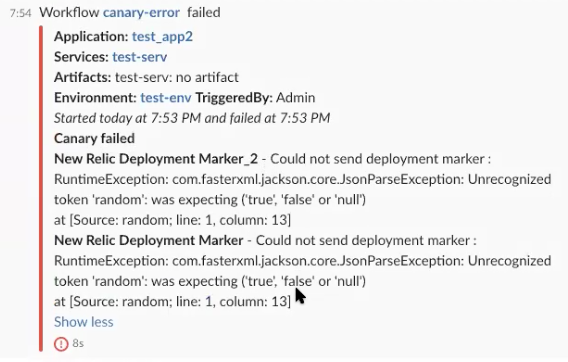 7:54 Workflow canary-error failed
Application: test_app2
Services: test-serv
Artifacts: test-serv: no artifact
Environment: test-env TriggeredBy: Admin
Started today at 7:53 PM and failed at 7:53 PM
Canary failed
New Relic Deployment Marker_2 - Could not send deployment marker :
RuntimeException: com.fasterxml.jackson.core.JsonParseException: Unrecognized
token 'random': was expecting ('true', 'false' or 'null')
at [Source: random; line: 1, column: 13]
New Relic Deployment Marker - Could not send deployment marker :
RuntimeException: com.fasterxml.jackson.core.JsonParseException: Unrecognized
token 'random': was expecting ('true', 'false' or 'null')
at [Source: random; line: 1, column: 13]
Show less
8s